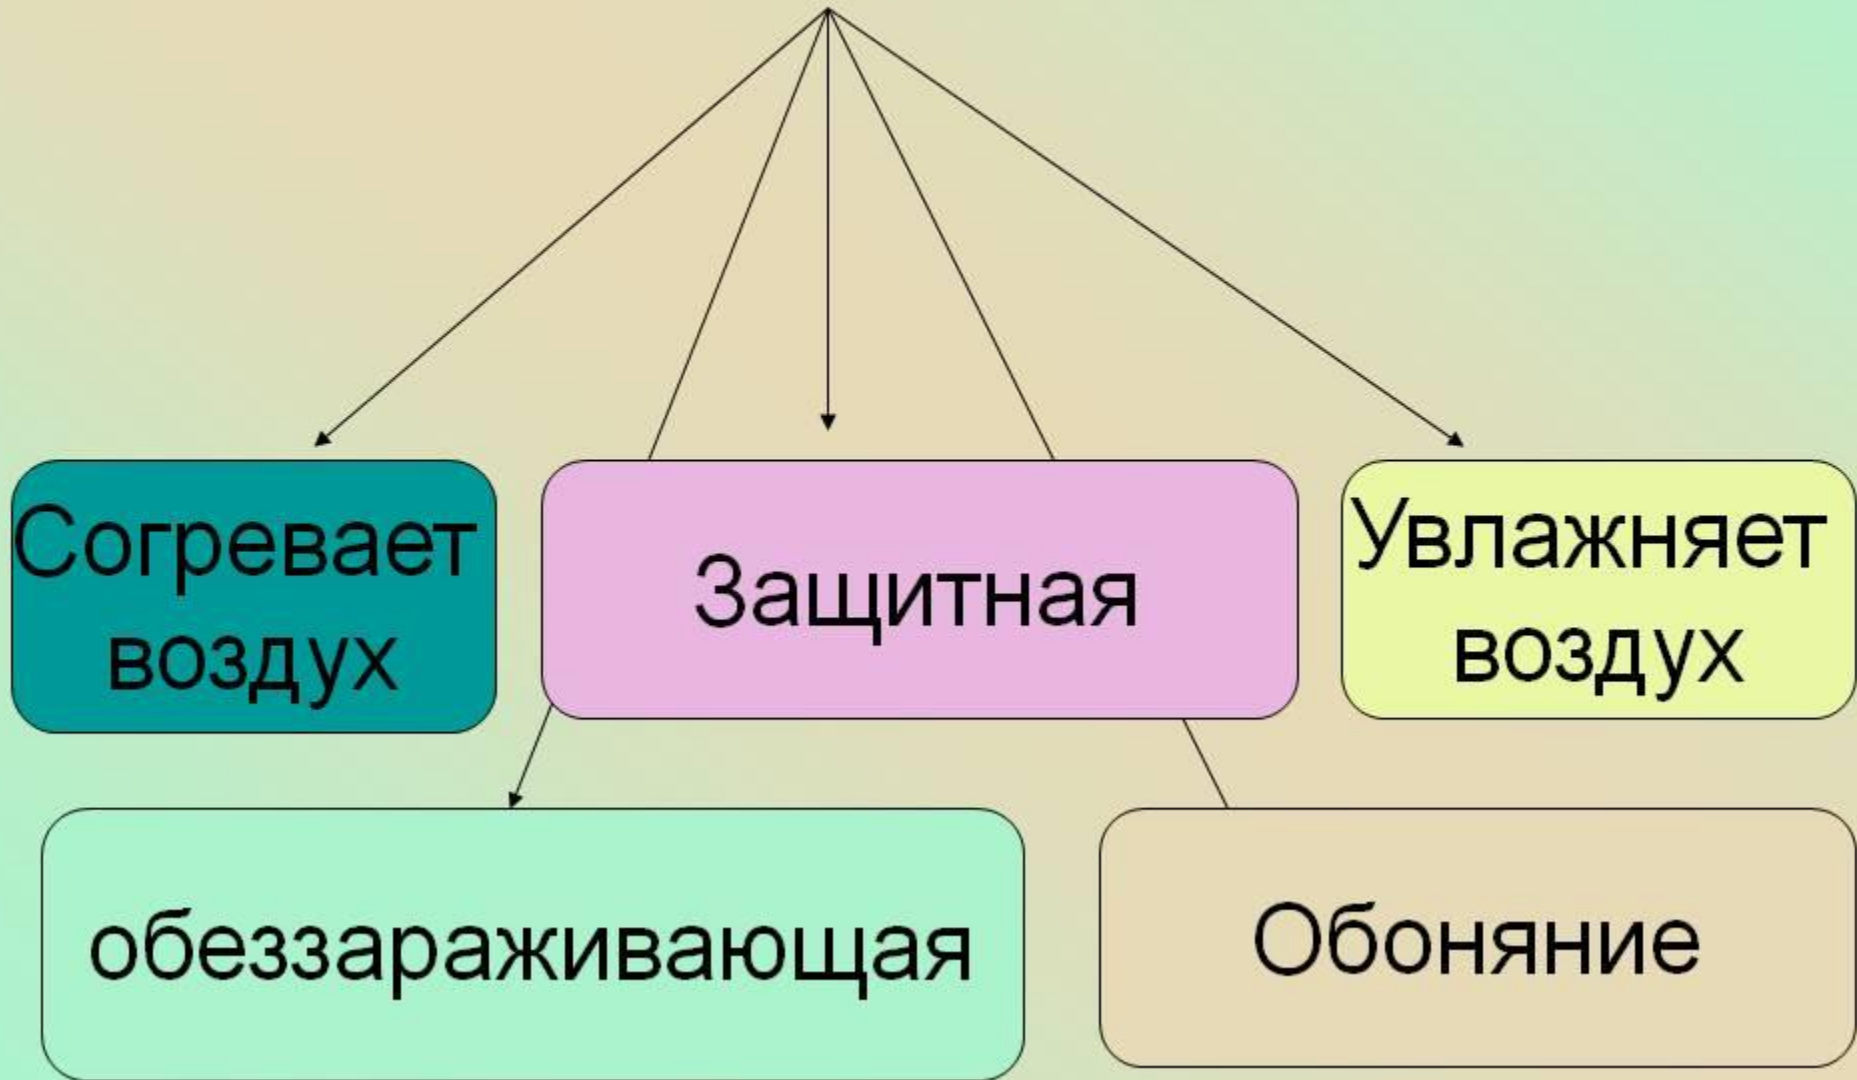 Согревает
воздух
Защитная
Увлажняет
воздух
обеззараживающая
Обоняние